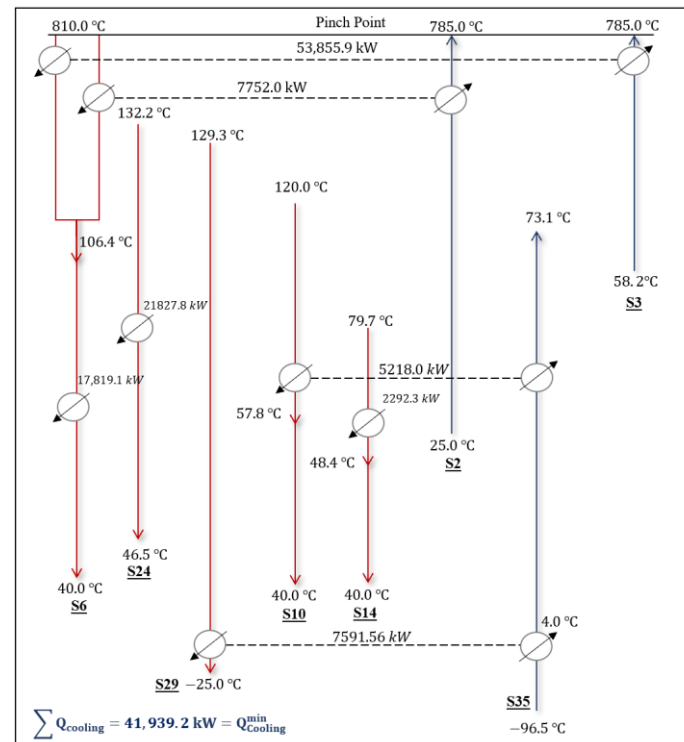 810.0 °C Pinch Point 785.0 °C 785.0 °C
53,855.9 kW
7752.0 kW
132.2 °C
129.3 °C
120.0 °C
73.1 °C
106.4 °C
58. 2°C
S3
21827.8 kW
79.7 °C
5218.0 kW
17,819.1 kW
2292.3 kW
57.8 °C
25.0 °C
S2
48.4 °C
46.5 °C
S24
40.0 °C
S6
40.0 °C
S10
40.0 °C
S14
4.0 °C
7591.56 kW
S29 −25.0 °C
S35
−96.5 °C
∑ Qcooling = 41, 939. 2 kW = Q^min_Cooling